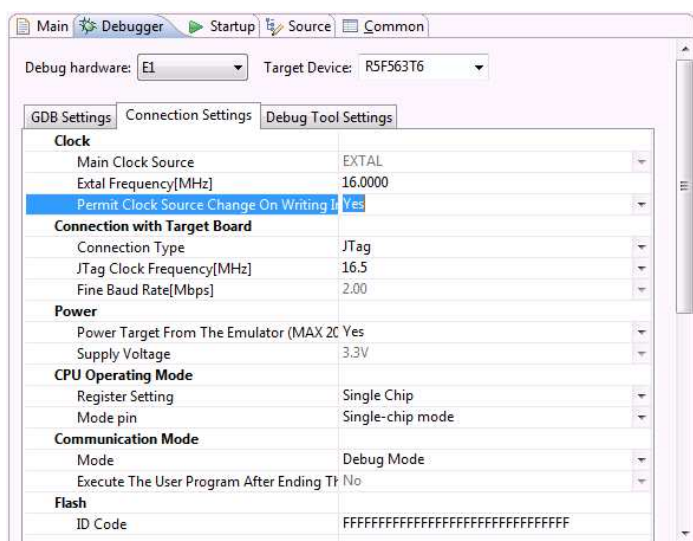 Main Debugger Startup Source Common
Debug hardware: E1 Target Device: R5F563T6
GDB Settings Connection Settings Debug Tool Settings
Clock
Main Clock Source EXTAL
Extal Frequency[MHz] 16.0000
Permit Clock Source Change On Writing In Yes
Connection with Target Board
Connection Type JTag
JTag Clock Frequency[MHz] 16.5
Fine Baud Rate[Mbps] 2.00
Power
Power Target From The Emulator (MAX 20 Yes
Supply Voltage 3.3V
CPU Operating Mode
Register Setting Single Chip
Mode pin Single-chip mode
Communication Mode
Mode Debug Mode
Execute The User Program After Ending Th No
Flash
ID Code FFFFFFFFFFFFFFFFFFFFFFFFFFFFFFFF